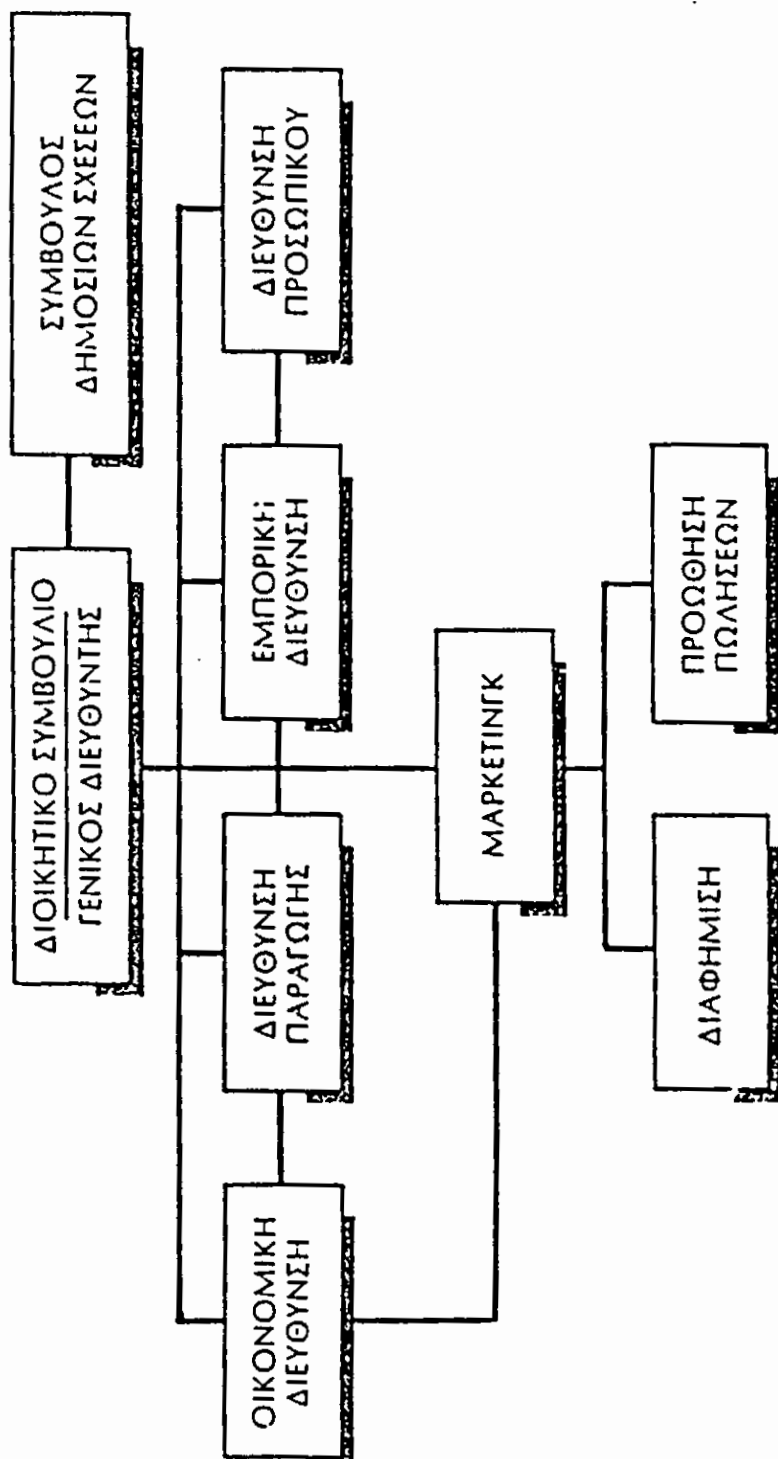 ΔΙΟΙΚΗΤΙΚΟ ΣΥΜΒΟΥΛΙΟ
ΓΕΝΙΚΟΣ ΔΙΕΥΘΥΝΤΗΣ
ΣΥΜΒΟΥΛΟΣ
ΔΗΜΟΣΙΩΝ ΣΧΕΣΕΩΝ
ΟΙΚΟΝΟΜΙΚΗ
ΔΙΕΥΘΥΝΣΗ
ΔΙΕΥΘΥΝΣΗ
ΠΑΡΑΓΩΓΗΣ
ΕΜΠΟΡΙΚΗ
ΔΙΕΥΘΥΝΣΗ
ΔΙΕΥΘΥΝΣΗ
ΠΡΟΣΩΠΙΚΟΥ
ΜΑΡΚΕΤΙΝΓΚ
ΔΙΑΦΗΜΙΣΗ
ΠΡΟΩΘΗΣΗ
ΠΩΛΗΣΕΩΝ